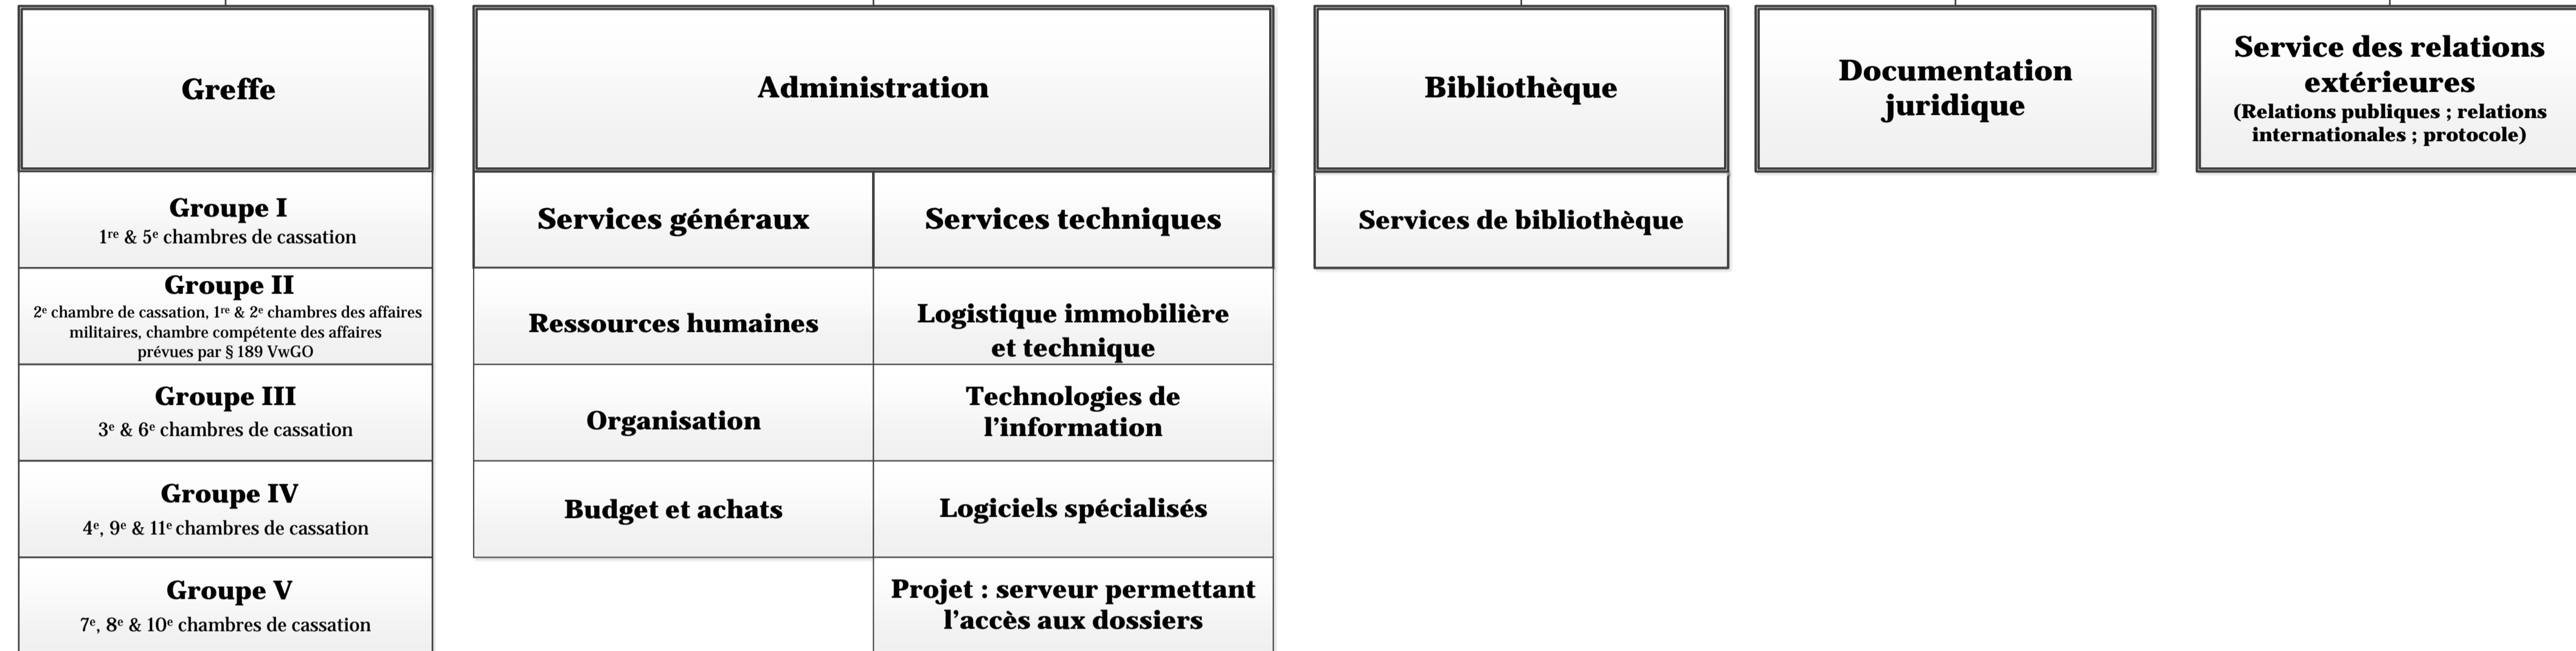 Greffe
Groupe I
1re & 5e chambres de cassation
Groupe II
2e chambre de cassation, 1re & 2e chambres des affaires
militaires, chambre compétente des affaires
prévues par § 189 VwGO
Groupe III
3e & 6e chambres de cassation
Groupe IV
4e, 9e & 11e chambres de cassation
Groupe V
7e, 8e & 10e chambres de cassation
Administration
Services généraux
Ressources humaines
Organisation
Budget et achats
Services techniques
Logistique immobilière
et technique
Technologies de
l’information
Logiciels spécialisés
Projet : serveur permettant
l’accès aux dossiers
Bibliothèque
Services de bibliothèque
Documentation
juridique
Service des relations
extérieures
(Relations publiques ; relations
internationales ; protocole)